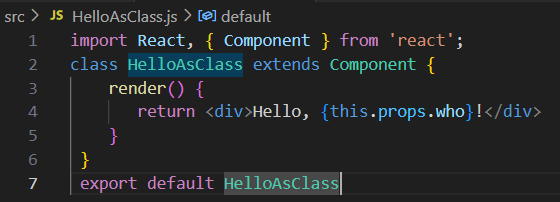 src > JS HelloAsClass.js > default
1 import React, { Component } from 'react';
2 class HelloAsClass extends Component {
3 render() {
4 return <div>Hello, {this.props.who}!</div>
5 }
6 }
7 export default HelloAsClass